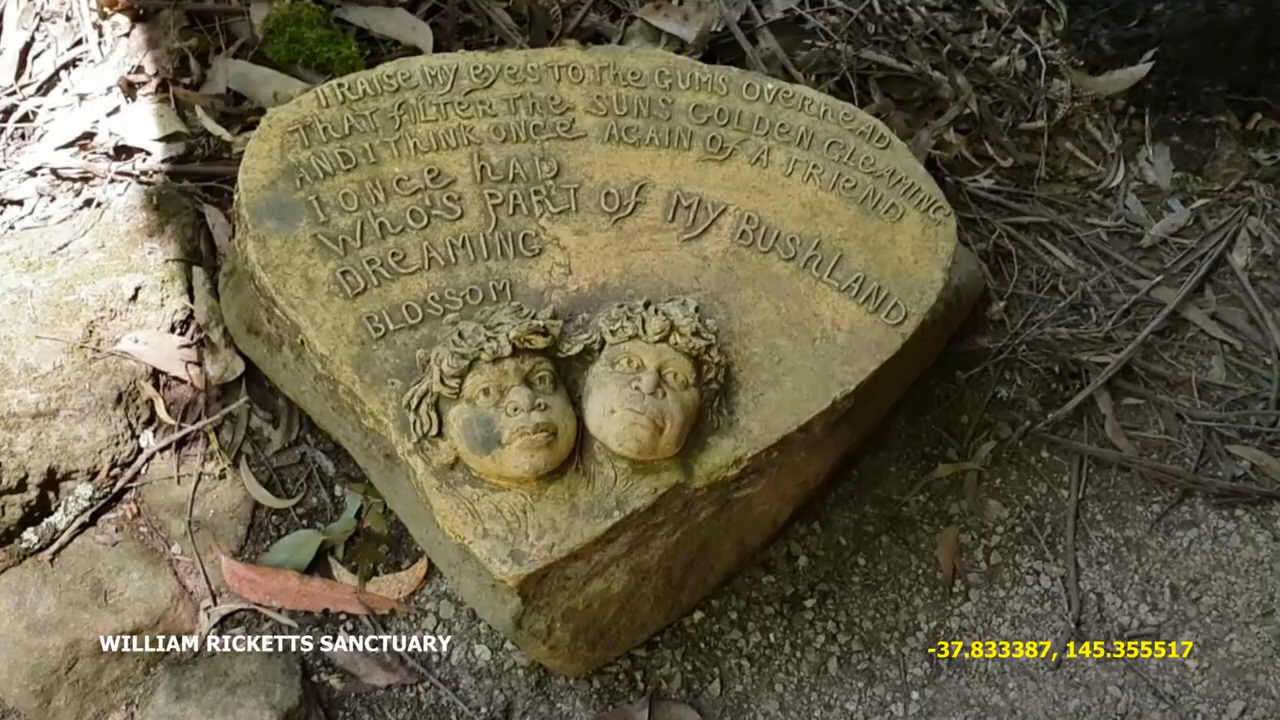 I RAISE MY eyes TO The GUMS OVERHEAD
THAT fILTER The SUNS GOLDEN GLEAMING
AND I THINK ONCE AGAIN Of A FRIEND
I ONCe hAD
WhO'S PART Of MY BUShLAND
DReAMING
BLOSSOM
WILLIAM RICKETTS SANCTUARY
-37.833387, 145.355517